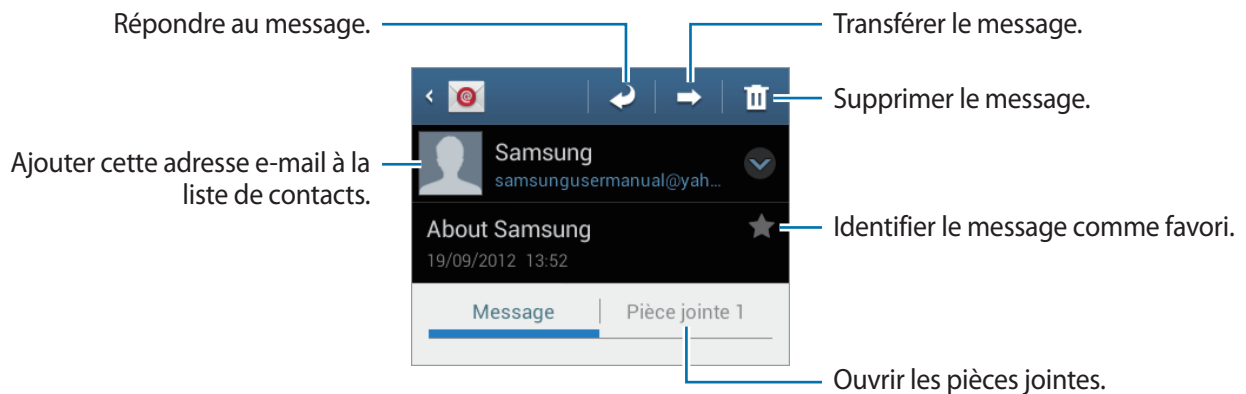 Répondre au message.
Transférer le message.
Supprimer le message.
Ajouter cette adresse e-mail à la
liste de contacts.
Samsung
samsungusermanual@yah...
About Samsung
19/09/2012 13:52
Identifier le message comme favori.
Message
Pièce jointe 1
Ouvrir les pièces jointes.